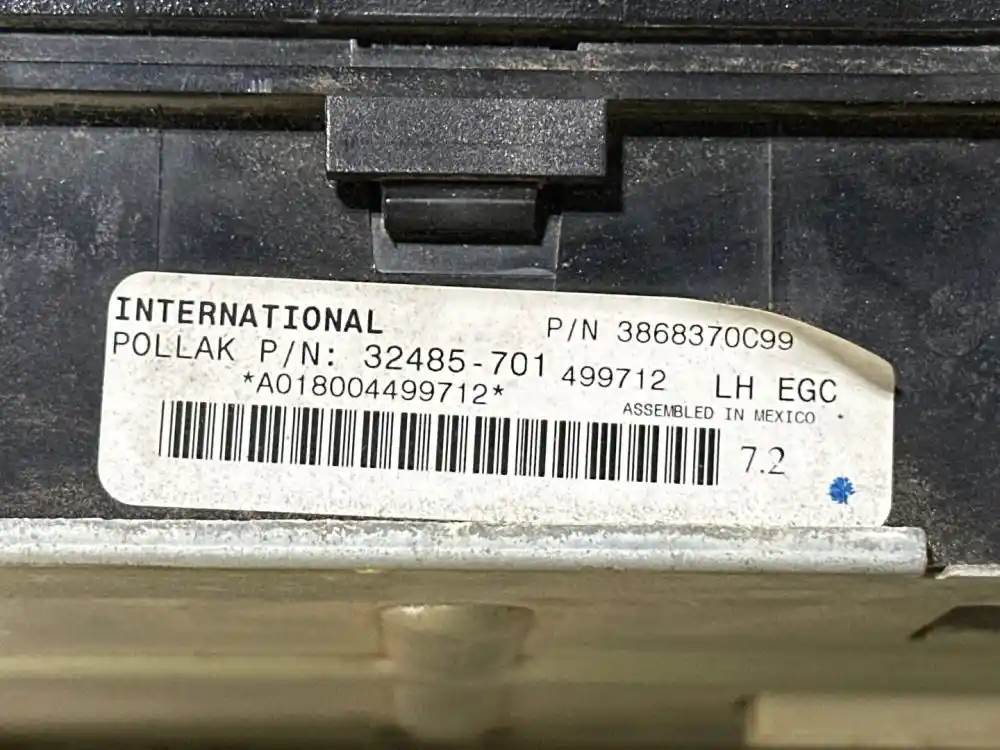 INTERNATIONAL
P/N 3868370C99
POLLAK P/N: 32485-701
499712
LH EGC
*A018004499712*
ASSEMBLED IN MEXICO
7.2